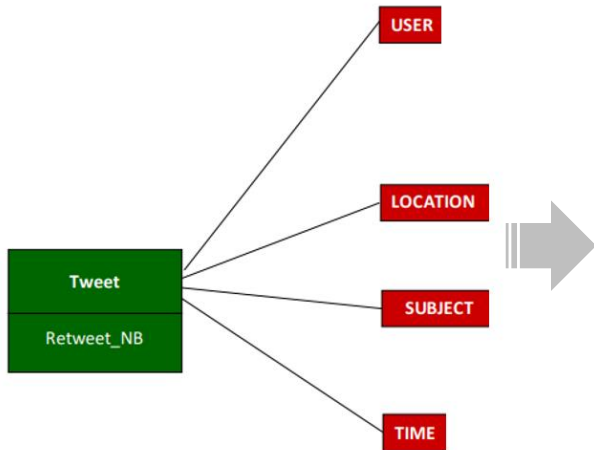 USER
LOCATION
Tweet
Retweet_NB
SUBJECT
TIME